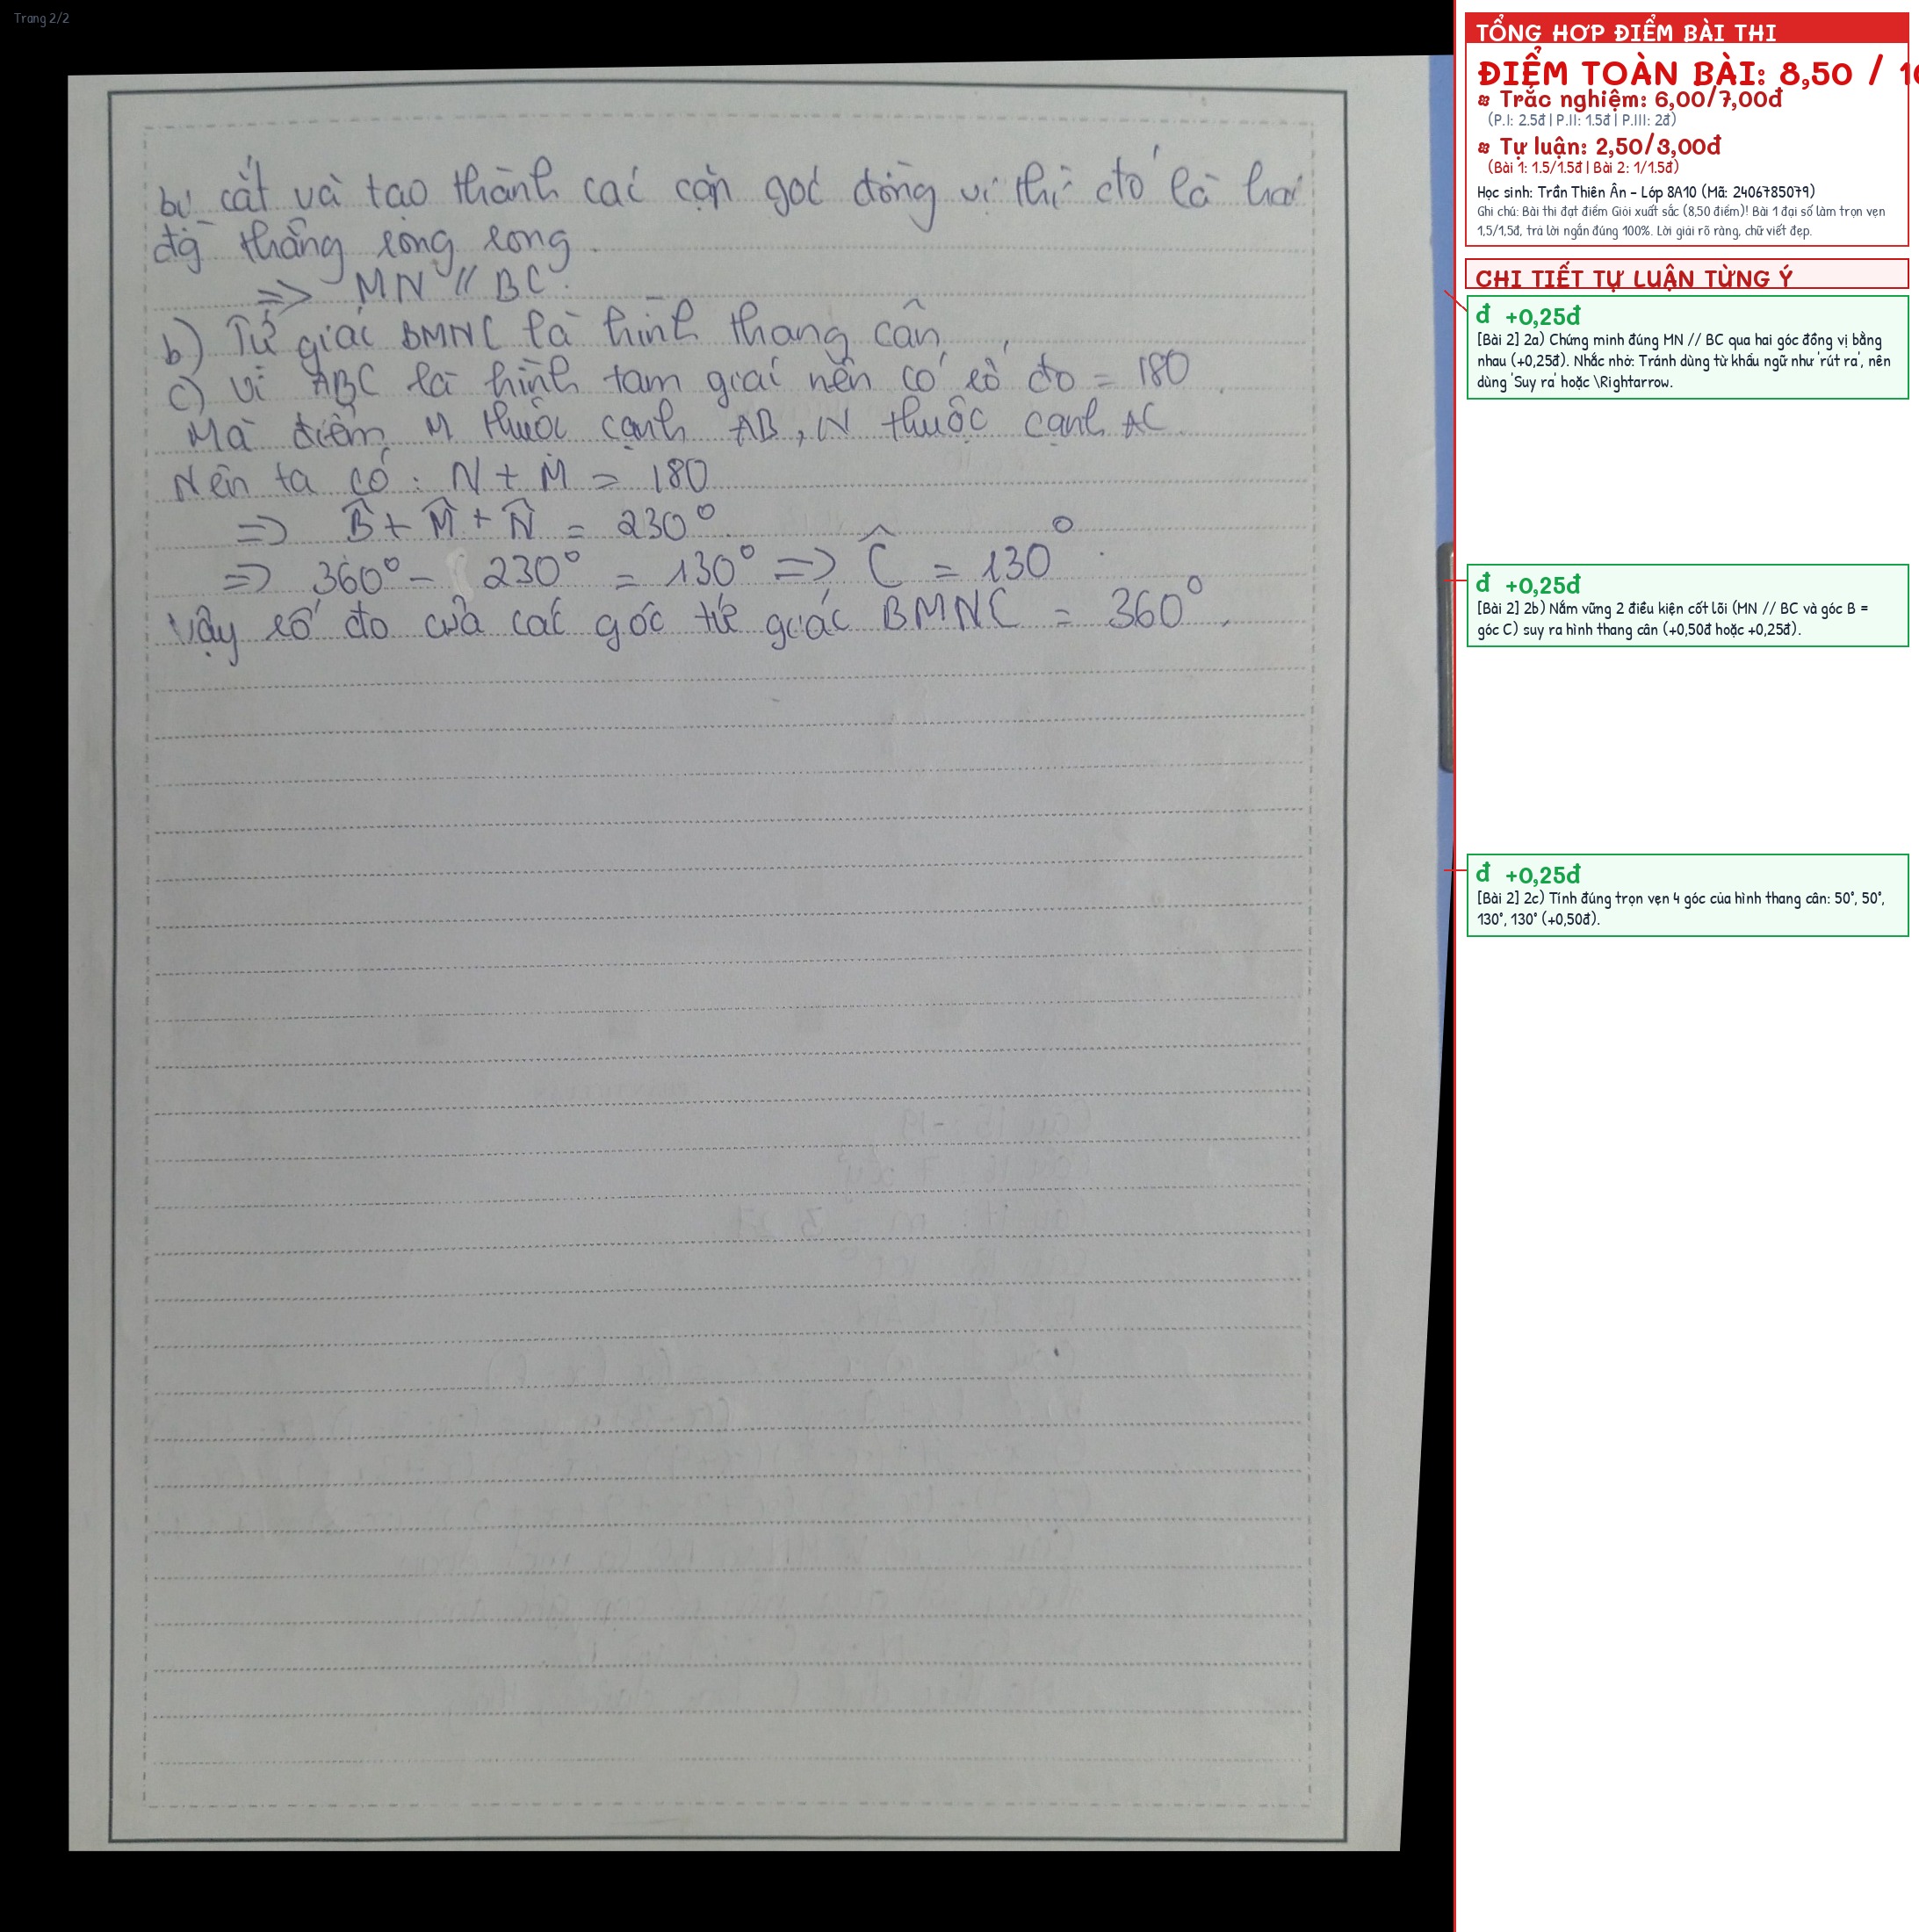 Trang 2/2
bị cắt và tạo thành các cặp góc đồng vị thì đó là hai
đg thẳng song song.
=> MN // BC.
b) Tứ giác BMNC là hình thang cân
c) Vì ABC là hình tam giác nên có số đo = 180.
Mà điểm M thuộc cạnh AB, N thuộc cạnh AC.
Nên ta có: N + M = 180
=> B̂ + M̂ + N̂ = 230°.
=> 360° - 230° = 130° => Ĉ = 130°.
Vậy số đo của các góc tứ giác BMNC = 360°.
TỔNG HỢP ĐIỂM BÀI THI
ĐIỂM TOÀN BÀI: 8,50 / 1
Trắc nghiệm: 6,00/7,00đ
(P.I: 2.5đ | P.II: 1.5đ | P.III: 2đ)
Tự luận: 2,50/3,00đ
(Bài 1: 1.5/1.5đ | Bài 2: 1/1.5đ)
Học sinh: Trần Thiên Ân - Lớp 8A10 (Mã: 2406785079)
Ghi chú: Bài thi đạt điểm Giỏi xuất sắc (8,50 điểm)! Bài 1 đại số làm trọn vẹn
1,5/1,5đ, trả lời ngắn đúng 100%. Lời giải rõ ràng, chữ viết đẹp.
CHI TIẾT TỰ LUẬN TỪNG Ý
đ +0,25đ
[Bài 2] 2a) Chứng minh đúng MN // BC qua hai góc đồng vị bằng
nhau (+0,25đ). Nhắc nhở: Tránh dùng từ khẩu ngữ như 'rút ra', nên
dùng 'Suy ra' hoặc \Rightarrow.
đ +0,25đ
[Bài 2] 2b) Nắm vững 2 điều kiện cốt lõi (MN // BC và góc B =
góc C) suy ra hình thang cân (+0,50đ hoặc +0,25đ).
đ +0,25đ
[Bài 2] 2c) Tính đúng trọn vẹn 4 góc của hình thang cân: 50°, 50°,
130°, 130° (+0,50đ).